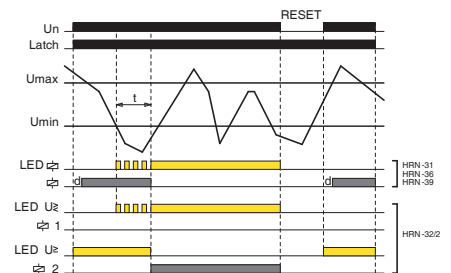 RESET
Un
Latch
Umax
t
Umin
LED
HRN-31
HRN-36
HRN-39
d
d
LED U≷
1
HRN-32/2
LED U≥
2